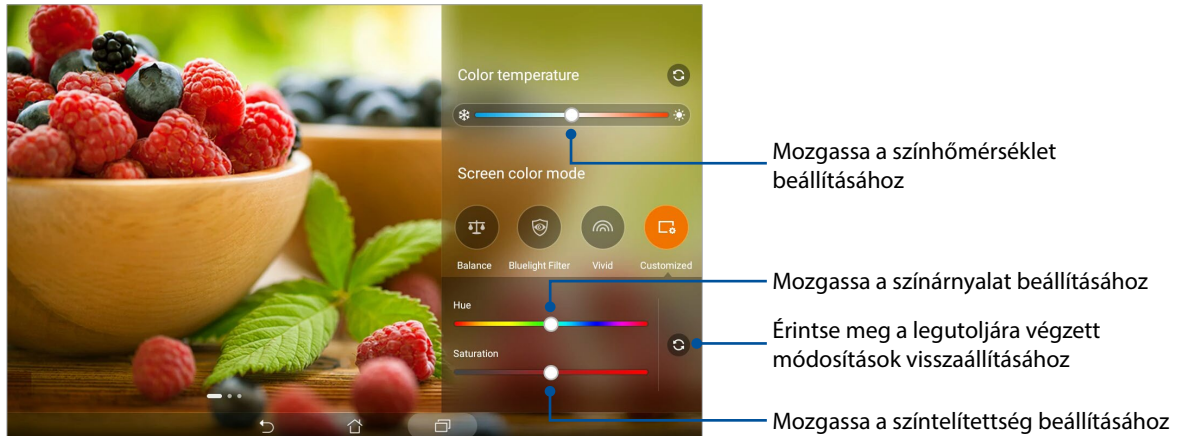 Color temperature
Mozgassa a színhőmérséklet
beállításához
Screen color mode
Balance
Bluelight Filter
Vivid
Customized
Mozgassa a színárnyalat beállításához
Hue
Érintse meg a legutoljára végzett
módosítások visszaállításához
Saturation
Mozgassa a színtelítettség beállításához